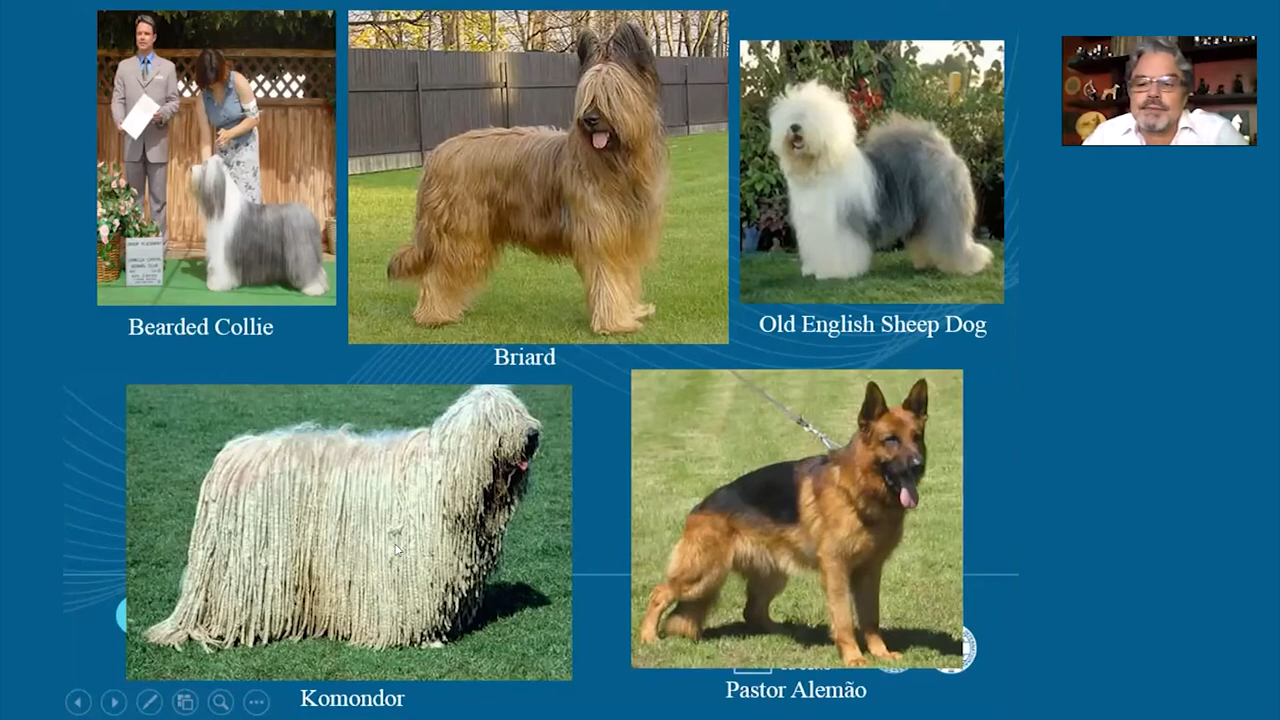 Bearded Collie
Briard
Old English Sheep Dog
Komondor
Pastor Alemão